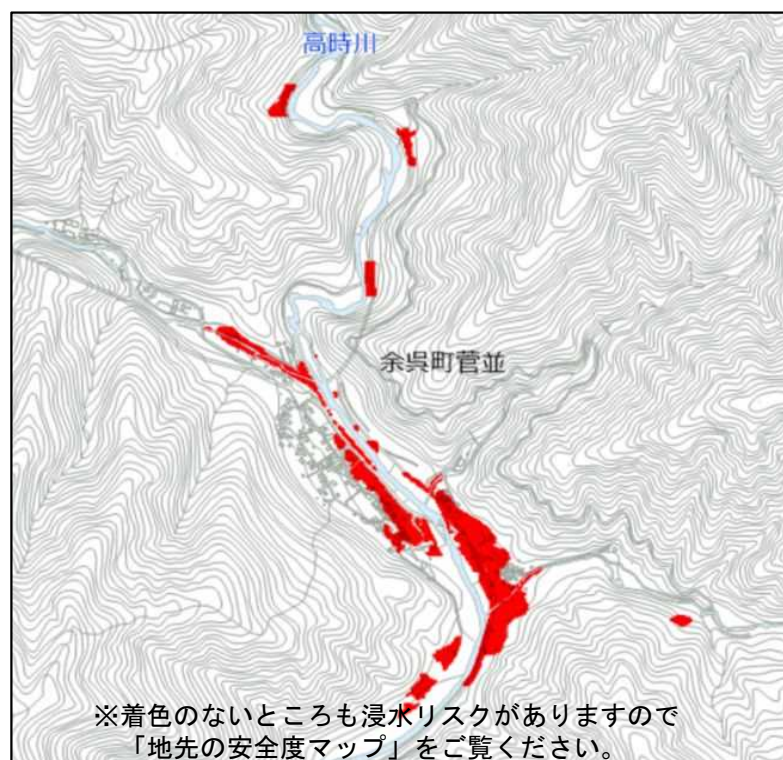 高時川
余呉町菅並
※着色のないところも浸水リスクがありますので
「地先の安全度マップ」をご覧ください。